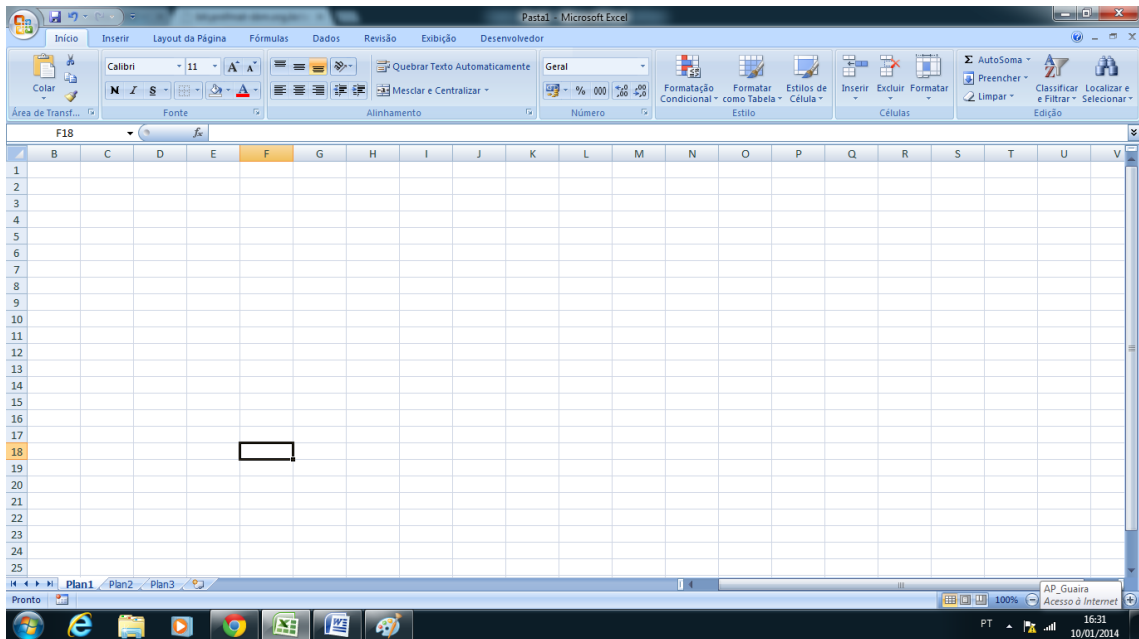 Pasta1 - Microsoft Excel
Início Inserir Layout da Página Fórmulas Dados Revisão Exibição Desenvolvedor
Calibri 11 A A Quebrar Texto Automaticamente Geral Σ AutoSoma
Preencher
Colar N I S A Mesclar e Centralizar % 000 ,00 ,0 Formatação Condicional Formatar como Tabela Estilos de Célula Inserir Excluir Formatar Limpar Classificar e Filtrar Localizar e Selecionar
Área de Transf... Fonte Alinhamento Número Estilo Células Edição
F18 fx
B C D E F G H I J K L M N O P Q R S T U V
1
2
3
4
5
6
7
8
9
10
11
12
13
14
15
16
17
18
19
20
21
22
23
24
25
Plan1 Plan2 Plan3
Pronto 100%
AP_Guaira
Acesso à Internet
PT 16:31
10/01/2014